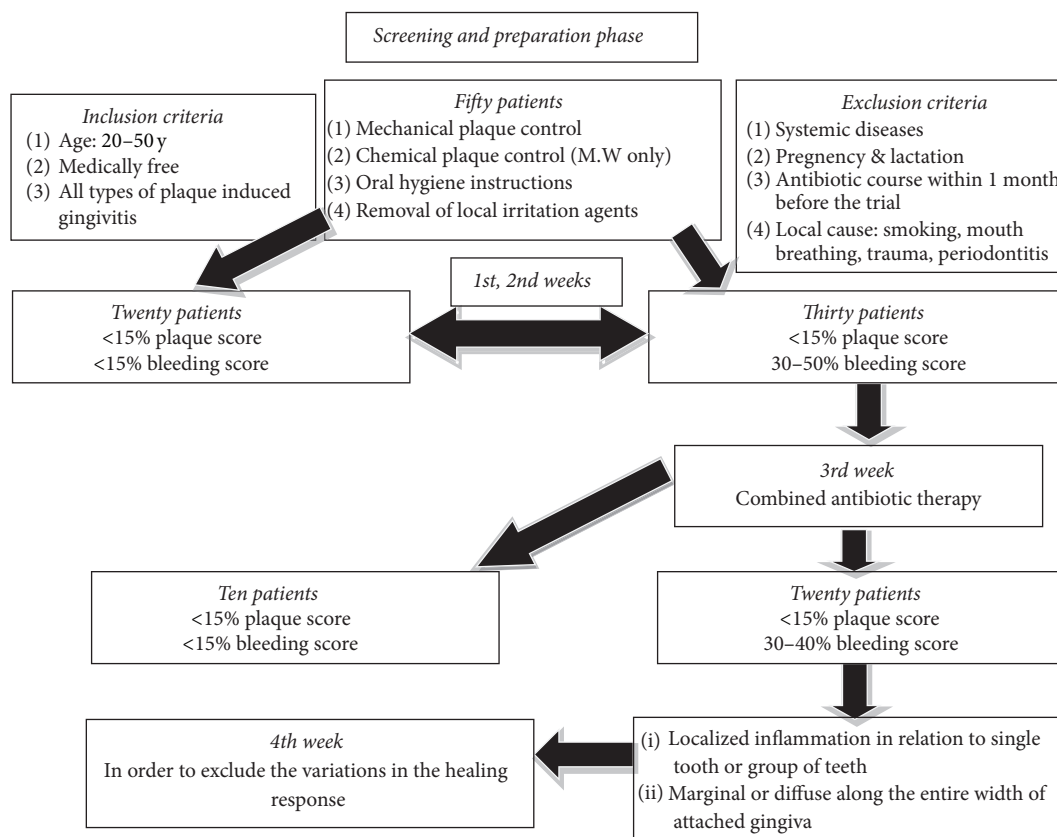 Screening and preparation phase
Inclusion criteria
(1) Age: 20–50 y
(2) Medically free
(3) All types of plaque induced
gingivitis
Fifty patients
(1) Mechanical plaque control
(2) Chemical plaque control (M.W only)
(3) Oral hygiene instructions
(4) Removal of local irritation agents
Exclusion criteria
(1) Systemic diseases
(2) Pregnancy & lactation
(3) Antibiotic course within 1 month
before the trial
(4) Local cause: smoking, mouth
breathing, trauma, periodontitis
1st, 2nd weeks
Twenty patients
<15% plaque score
<15% bleeding score
Thirty patients
<15% plaque score
30–50% bleeding score
3rd week
Combined antibiotic therapy
Ten patients
<15% plaque score
<15% bleeding score
Twenty patients
<15% plaque score
30–40% bleeding score
4th week
In order to exclude the variations in the healing
response
(i) Localized inflammation in relation to single
tooth or group of teeth
(ii) Marginal or diffuse along the entire width of
attached gingiva